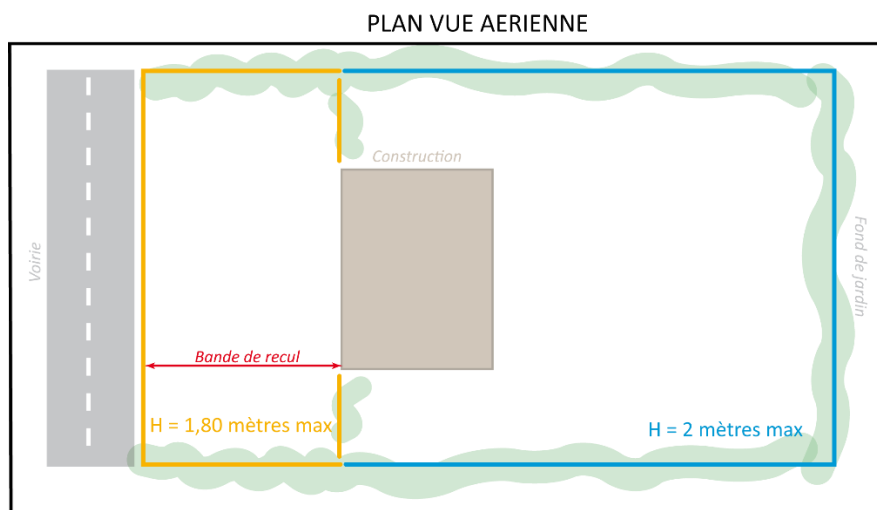 PLAN VUE AERIENNE
Construction
Voirie
Fond de jardin
Bande de recul
H = 1,80 mètres max
H = 2 mètres max